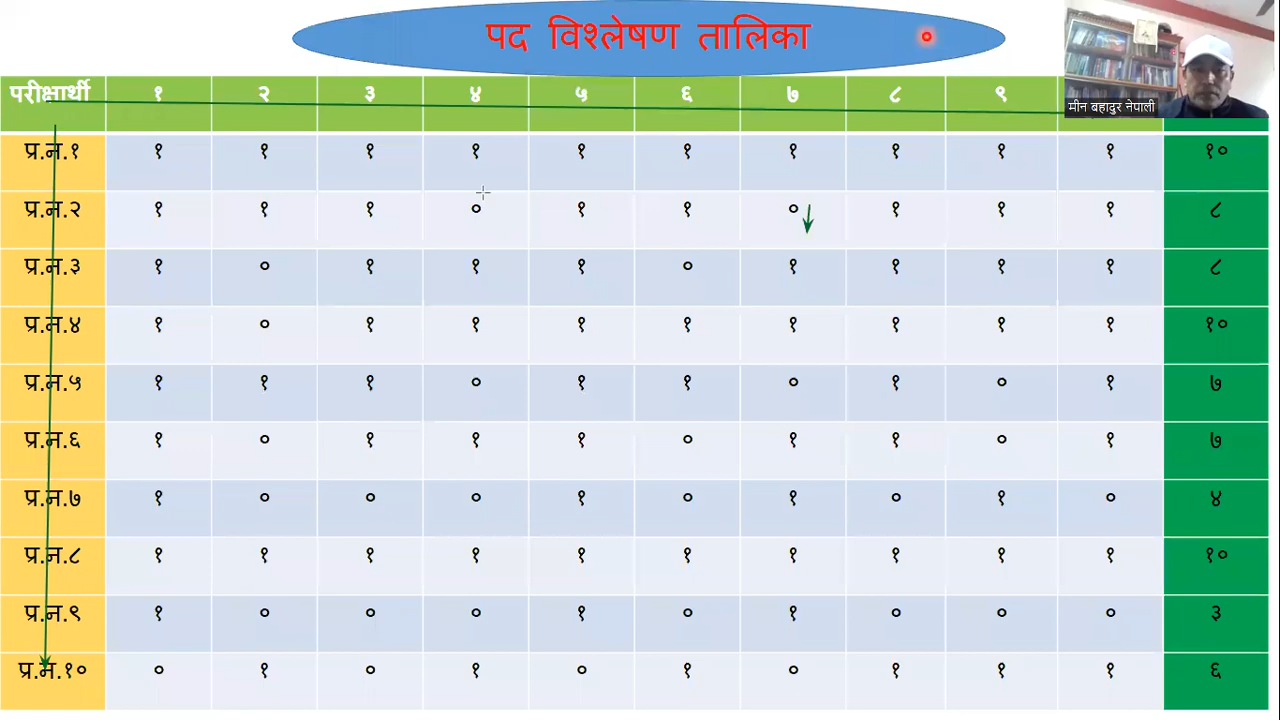 पद विश्लेषण तालिका
परीक्षार्थी १ २ ३ ४ ५ ६ ७ ८ ९
मीन बहादुर नेपाली
प्र.न.१ १ १ १ १ १ १ १ १ १ १ १०
प्र.न.२ १ १ १ ० १ १ ० १ १ १ ८
प्र.न.३ १ ० १ १ १ ० १ १ १ १ ८
प्र.न.४ १ ० १ १ १ १ १ १ १ १ १०
प्र.न.५ १ १ १ ० १ १ ० १ ० १ ७
प्र.न.६ १ ० १ १ १ ० १ १ ० १ ७
प्र.न.७ १ ० ० ० १ ० १ ० १ ० ४
प्र.न.८ १ १ १ १ १ १ १ १ १ १ १०
प्र.न.९ १ ० ० ० १ ० १ ० ० ० ३
प्र.न.१० ० १ ० १ ० १ ० १ १ १ ६